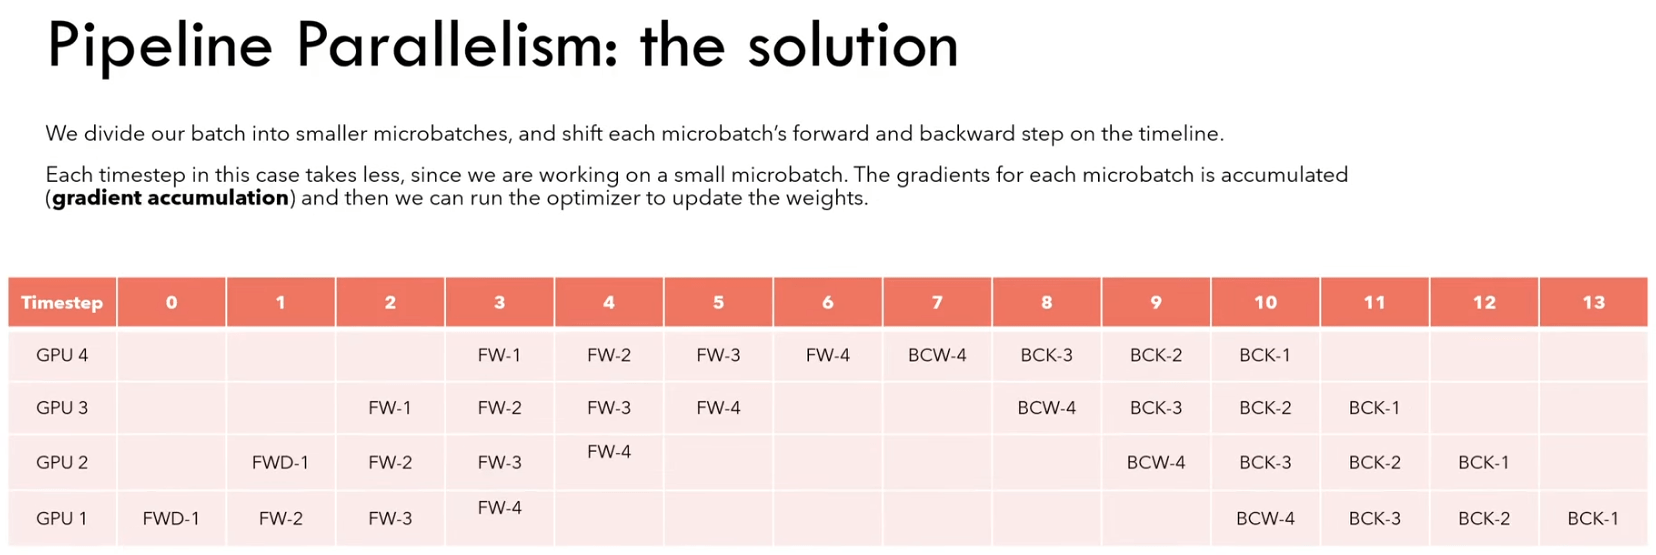 Pipeline Parallelism: the solution
We divide our batch into smaller microbatches, and shift each microbatch's forward and backward step on the timeline.
Each timestep in this case takes less, since we are working on a small microbatch. The gradients for each microbatch is accumulated
(gradient accumulation) and then we can run the optimizer to update the weights.
Timestep 0 1 2 3 4 5 6 7 8 9 10 11 12 13
GPU 4 FW-1 FW-2 FW-3 FW-4 BCW-4 BCK-3 BCK-2 BCK-1
GPU 3 FW-1 FW-2 FW-3 FW-4 BCW-4 BCK-3 BCK-2 BCK-1
GPU 2 FWD-1 FW-2 FW-3 FW-4 BCW-4 BCK-3 BCK-2 BCK-1
GPU 1 FWD-1 FW-2 FW-3 FW-4 BCW-4 BCK-3 BCK-2 BCK-1